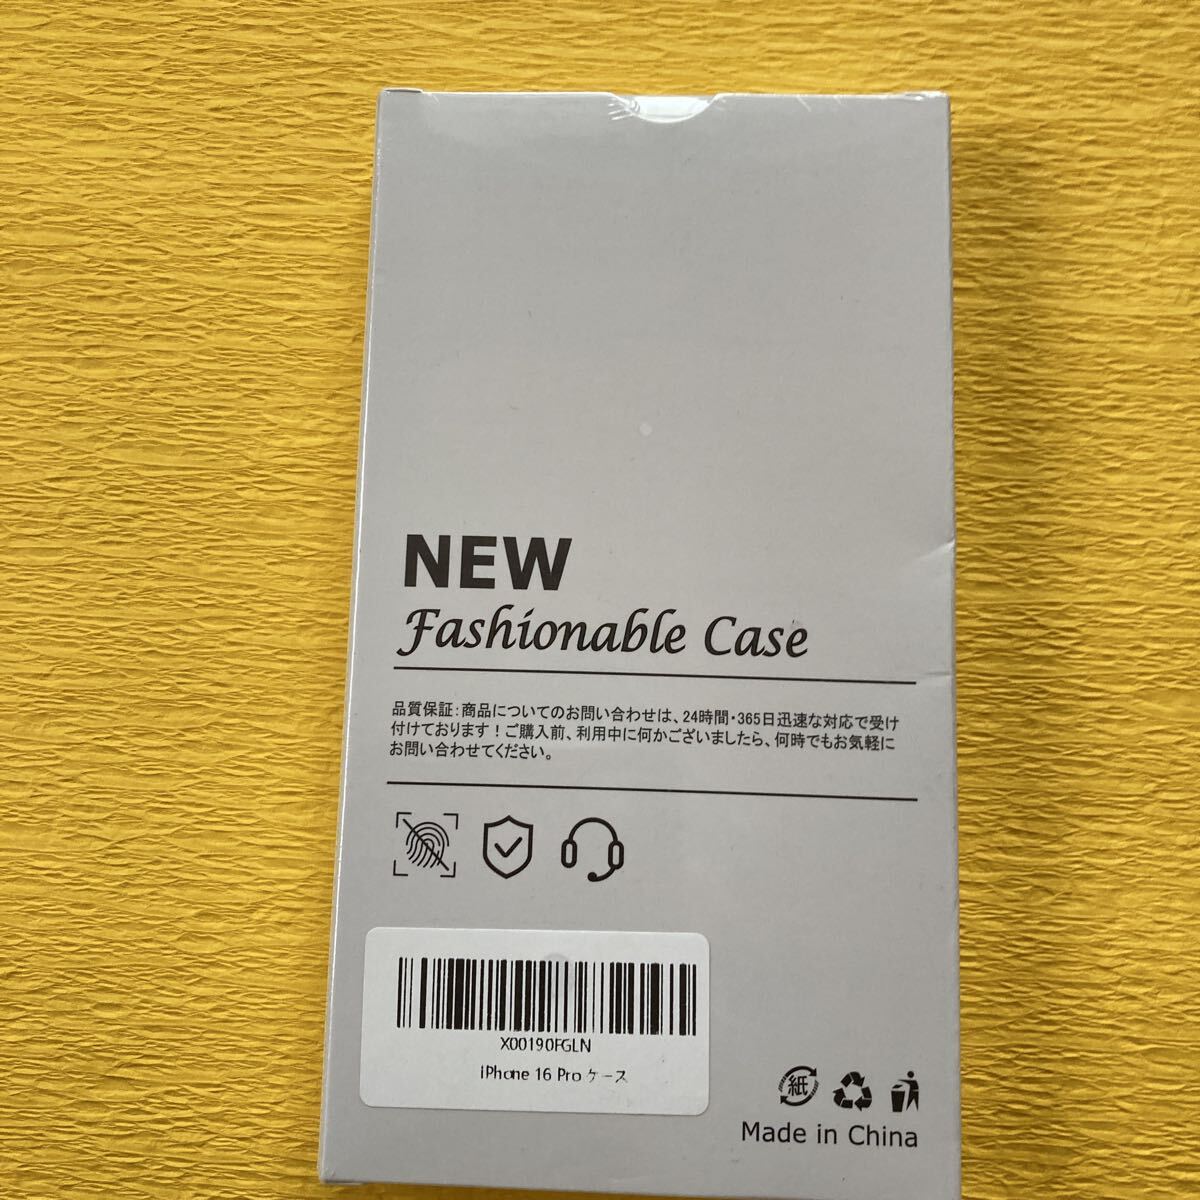 NEW
Fashionable Case
品質保証：商品についてのお問い合わせは、24時間・365日迅速な対応で受け
付けております！ご購入前、利用中に何かございましたら、何時でもお気軽に
お問い合わせてください。
X00190FGLN
iPhone 16 Pro ケース
紙
Made in China